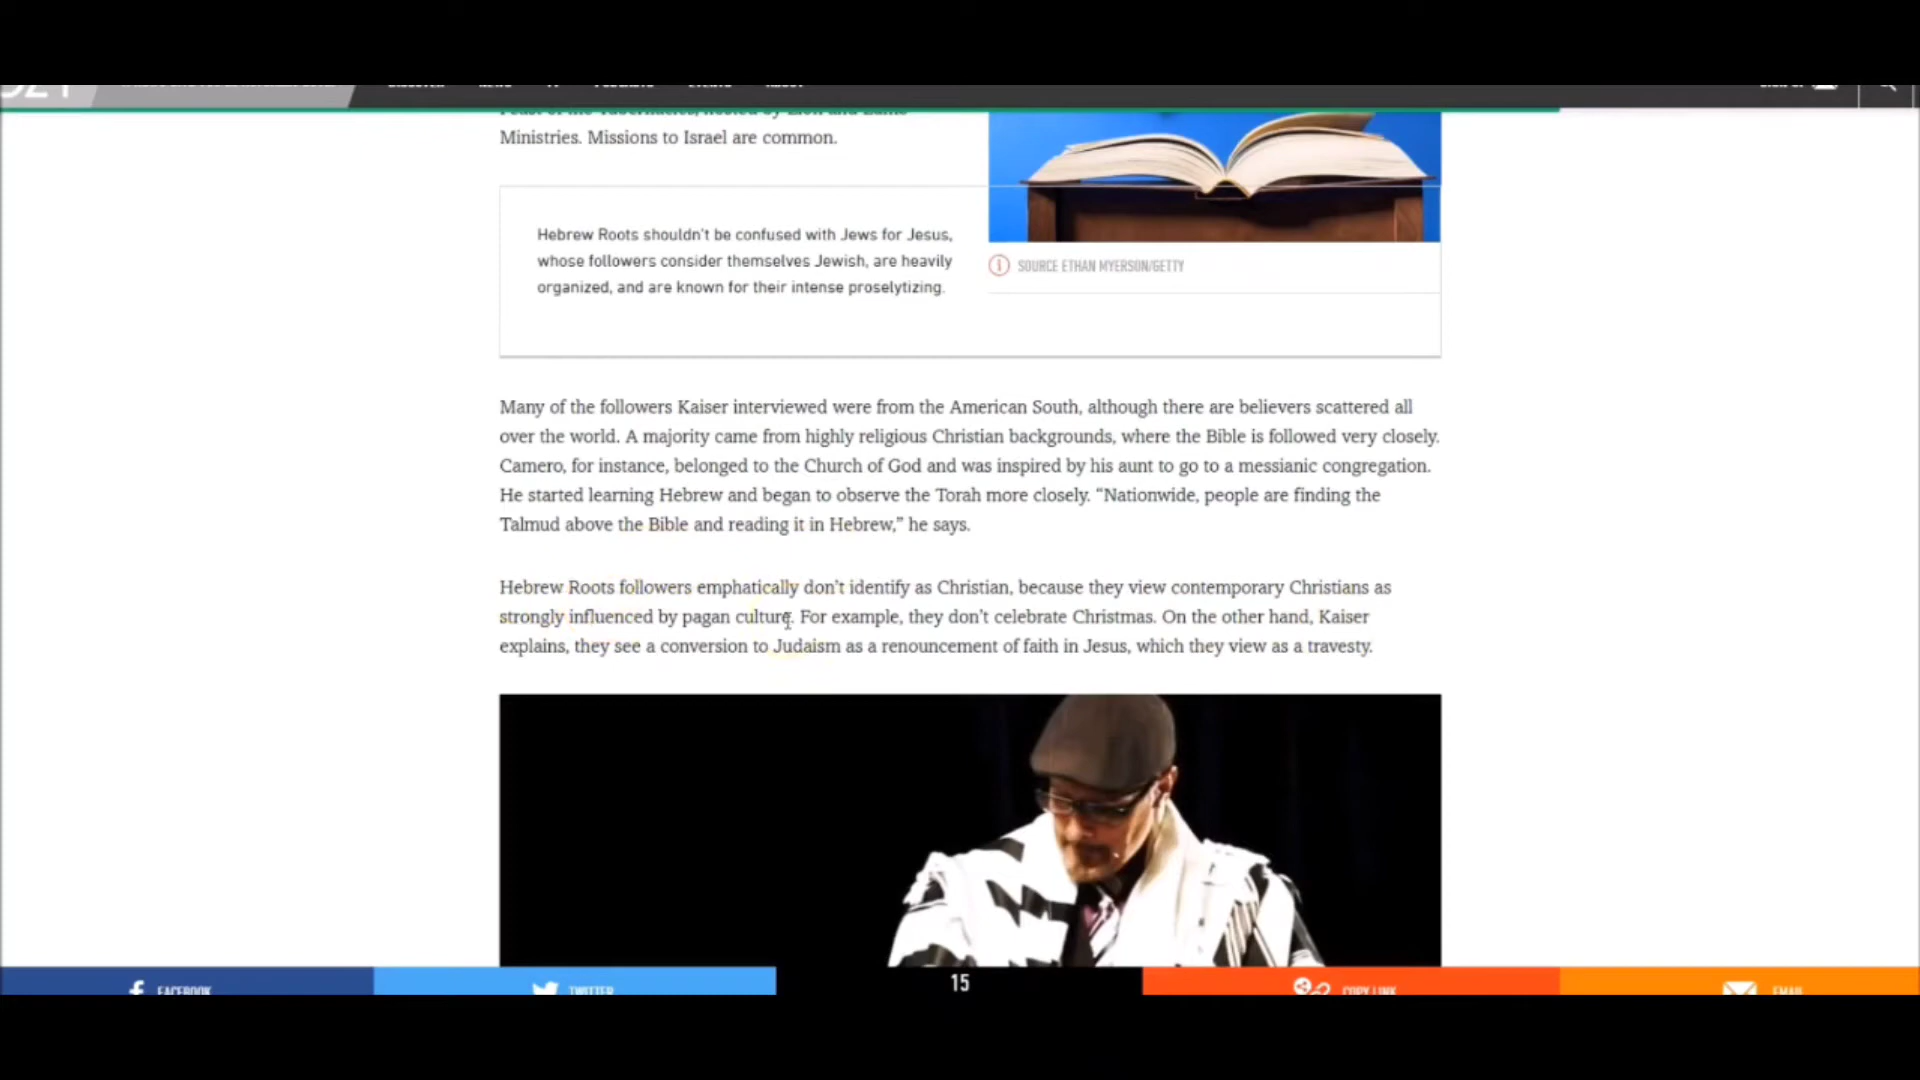 Ministries. Missions to Israel are common.
Hebrew Roots shouldn't be confused with Jews for Jesus,
whose followers consider themselves Jewish, are heavily
organized, and are known for their intense proselytizing.
SOURCE ETHAN MYERSON/GETTY
Many of the followers Kaiser interviewed were from the American South, although there are believers scattered all
over the world. A majority came from highly religious Christian backgrounds, where the Bible is followed very closely.
Camero, for instance, belonged to the Church of God and was inspired by his aunt to go to a messianic congregation.
He started learning Hebrew and began to observe the Torah more closely. “Nationwide, people are finding the
Talmud above the Bible and reading it in Hebrew,” he says.
Hebrew Roots followers emphatically don't identify as Christian, because they view contemporary Christians as
strongly influenced by pagan culture. For example, they don't celebrate Christmas. On the other hand, Kaiser
explains, they see a conversion to Judaism as a renouncement of faith in Jesus, which they view as a travesty.
FACEBOOK
TWITTER
15
COPY LINK
EMAIL